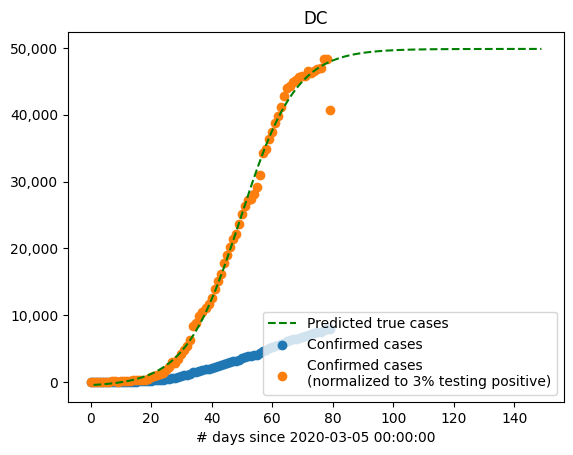 DC
50,000
40,000
30,000
20,000
10,000
0
Predicted true cases
Confirmed cases
Confirmed cases
(normalized to 3% testing positive)
0 20 40 60 80 100 120 140
# days since 2020-03-05 00:00:00